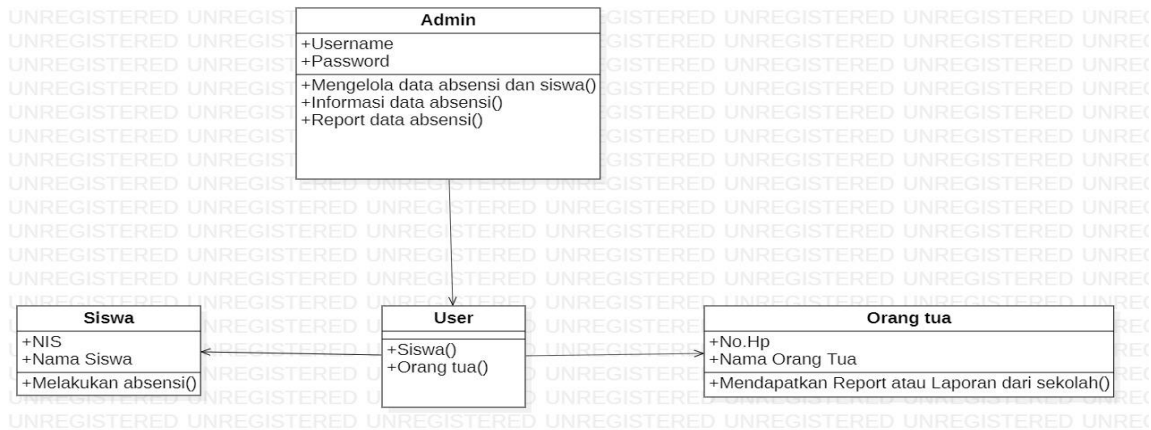 Admin
+Username
+Password
+Mengelola data absensi dan siswa()
+Informasi data absensi()
+Report data absensi()
Siswa
+NIS
+Nama Siswa
+Melakukan absensi()
User
+Siswa()
+Orang tua()
Orang tua
+No.Hp
+Nama Orang Tua
+Mendapatkan Report atau Laporan dari sekolah()
UNREGISTERED